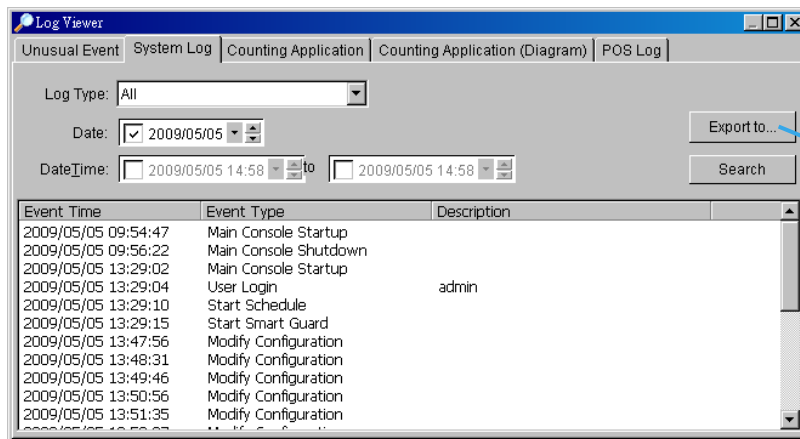 Log Viewer
Unusual Event System Log Counting Application Counting Application (Diagram) POS Log
Log Type: All
Date: 2009/05/05
Export to...
DateTime: 2009/05/05 14:58 to 2009/05/05 14:58
Search
Event Time Event Type Description
2009/05/05 09:54:47 Main Console Startup
2009/05/05 09:56:22 Main Console Shutdown
2009/05/05 13:29:02 Main Console Startup
2009/05/05 13:29:04 User Login admin
2009/05/05 13:29:10 Start Schedule
2009/05/05 13:29:15 Start Smart Guard
2009/05/05 13:47:56 Modify Configuration
2009/05/05 13:48:31 Modify Configuration
2009/05/05 13:49:46 Modify Configuration
2009/05/05 13:50:56 Modify Configuration
2009/05/05 13:51:35 Modify Configuration